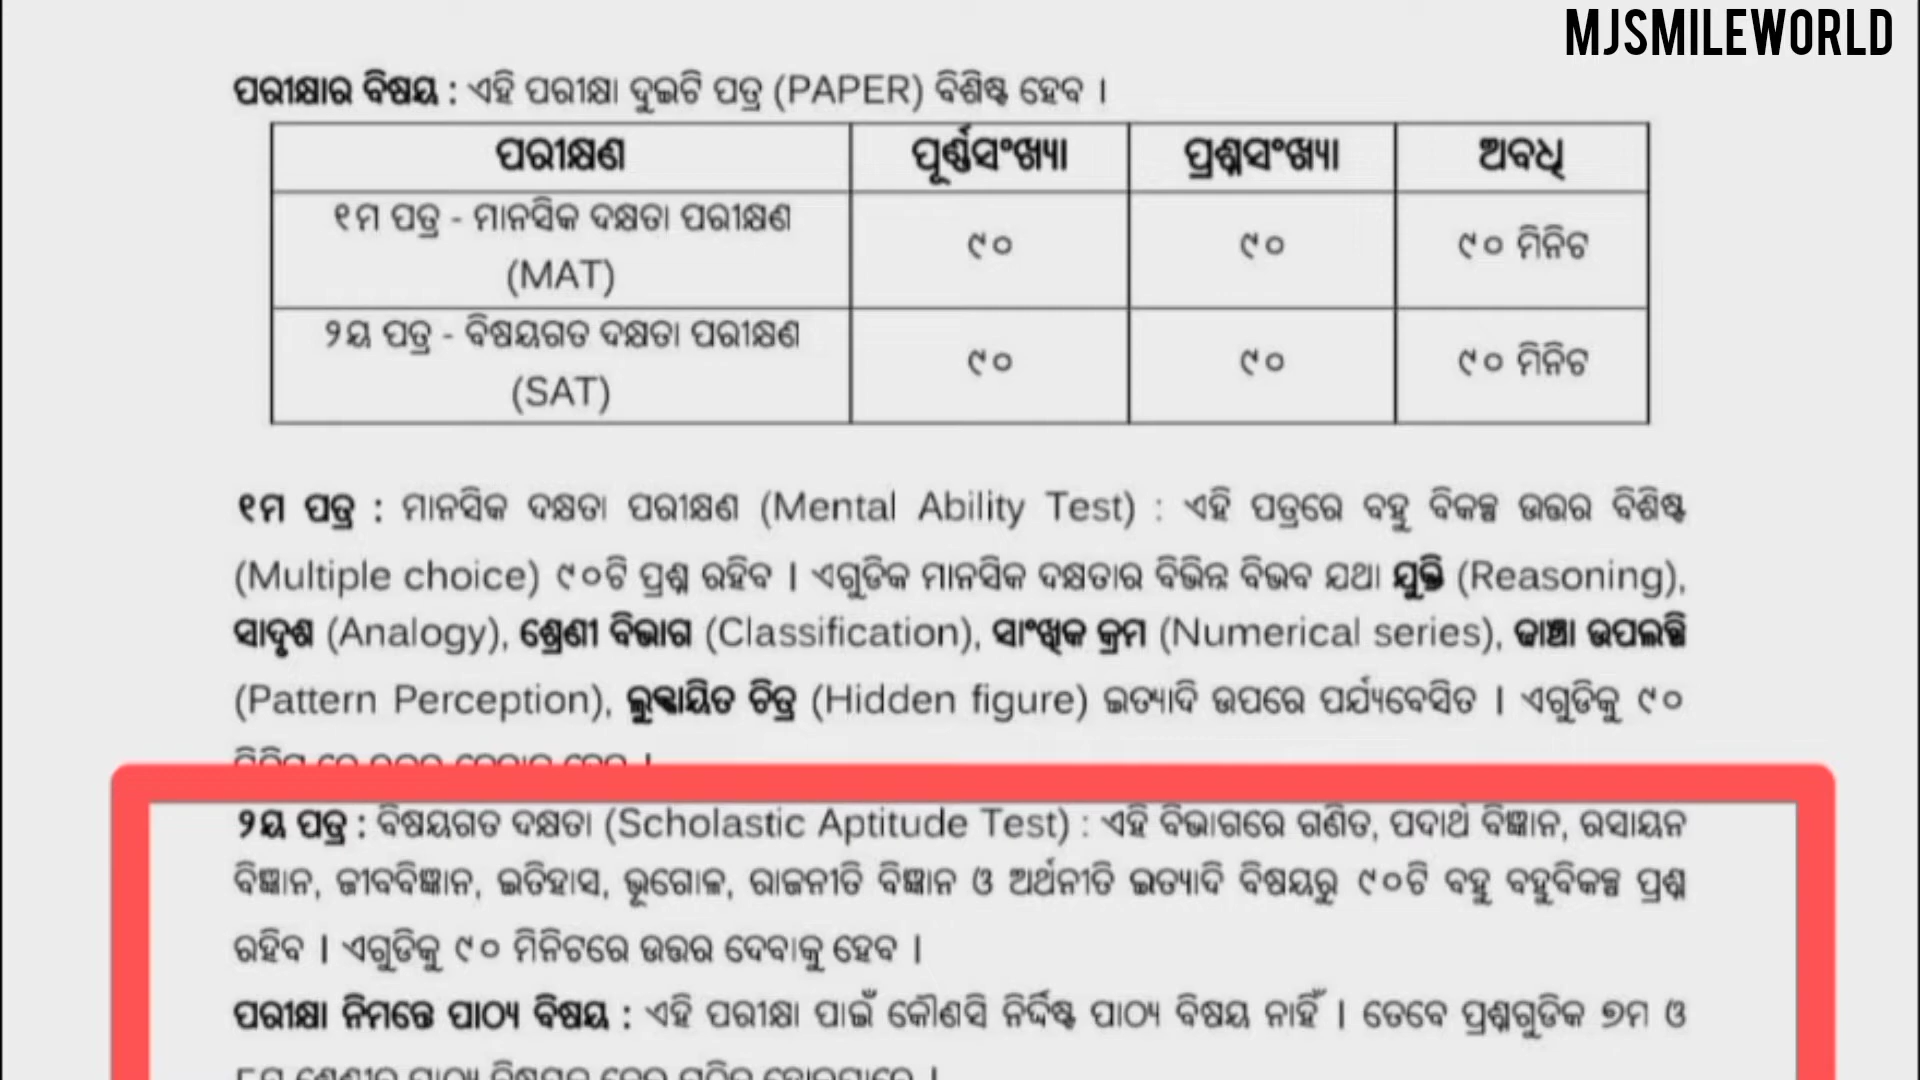 MJSMILEWORLD
ପରୀକ୍ଷାର ବିଷୟ : ଏହି ପରୀକ୍ଷା ଦୁଇଟି ପତ୍ର (PAPER) ବିଶିଷ୍ଟ ହେବ ।
ପରୀକ୍ଷଣ ପୂର୍ଣ୍ଣସଂଖ୍ୟା ପ୍ରଶ୍ନସଂଖ୍ୟା ଅବଧି
୧ମ ପତ୍ର - ମାନସିକ ଦକ୍ଷତା ପରୀକ୍ଷଣ
(MAT) ୯୦ ୯୦ ୯୦ ମିନିଟ
୨ୟ ପତ୍ର - ବିଷୟଗତ ଦକ୍ଷତା ପରୀକ୍ଷଣ
(SAT) ୯୦ ୯୦ ୯୦ ମିନିଟ
୧ମ ପତ୍ର : ମାନସିକ ଦକ୍ଷତା ପରୀକ୍ଷଣ (Mental Ability Test) : ଏହି ପତ୍ରରେ ବହୁ ବିକଳ୍ପ ଉତ୍ତର ବିଶିଷ୍ଟ
(Multiple choice) ୯୦ଟି ପ୍ରଶ୍ନ ରହିବ । ଏଗୁଡିକ ମାନସିକ ଦକ୍ଷତାର ବିଭିନ୍ନ ବିଭବ ଯଥା ଯୁକ୍ତି (Reasoning),
ସାଦୃଶ (Analogy), ଶ୍ରେଣୀ ବିଭାଗ (Classification), ସାଂଖିକ କ୍ରମ (Numerical series), ଢାଞ୍ଚା ଉପଲବ୍ଧି
(Pattern Perception), ଲୁକ୍କାୟିତ ଚିତ୍ର (Hidden figure) ଇତ୍ୟାଦି ଉପରେ ପର୍ଯ୍ୟବେସିତ । ଏଗୁଡିକୁ ୯୦
୨ୟ ପତ୍ର : ବିଷୟଗତ ଦକ୍ଷତା (Scholastic Aptitude Test) : ଏହି ବିଭାଗରେ ଗଣିତ, ପଦାର୍ଥ ବିଜ୍ଞାନ, ରସାୟନ
ବିଜ୍ଞାନ, ଜୀବବିଜ୍ଞାନ, ଇତିହାସ, ଭୂଗୋଳ, ରାଜନୀତି ବିଜ୍ଞାନ ଓ ଅର୍ଥନୀତି ଇତ୍ୟାଦି ବିଷୟରୁ ୯୦ଟି ବହୁ ବହୁବିକଳ୍ପ ପ୍ରଶ୍ନ
ରହିବ । ଏଗୁଡିକୁ ୯୦ ମିନିଟରେ ଉତ୍ତର ଦେବାକୁ ହେବ ।
ପରୀକ୍ଷା ନିମନ୍ତେ ପାଠ୍ୟ ବିଷୟ : ଏହି ପରୀକ୍ଷା ପାଇଁ କୌଣସି ନିର୍ଦ୍ଦିଷ୍ଟ ପାଠ୍ୟ ବିଷୟ ନାହିଁ । ତେବେ ପ୍ରଶ୍ନଗୁଡିକ ୭ମ ଓ